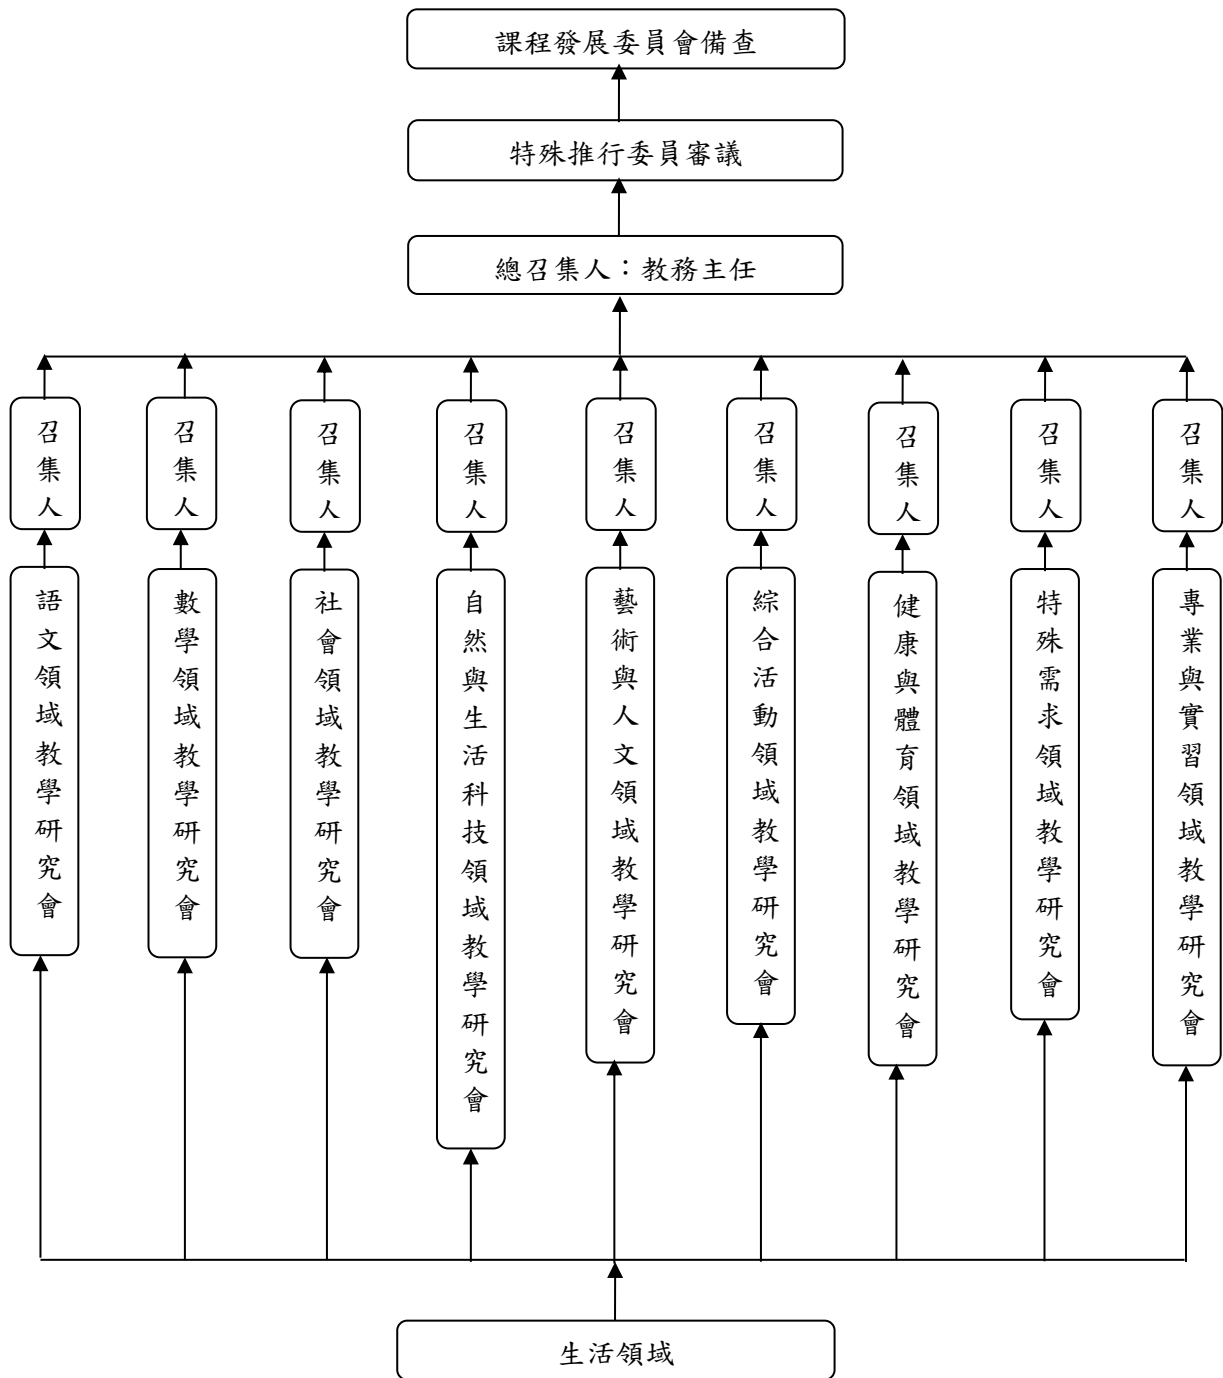 課程發展委員會備查
特殊推行委員審議
總召集人：教務主任
召集人
召集人
召集人
召集人
召集人
召集人
召集人
召集人
召集人
語文領域教學研究會
數學領域教學研究會
社會領域教學研究會
自然與生活科技領域教學研究會
藝術與人文領域教學研究會
綜合活動領域教學研究會
健康與體育領域教學研究會
特殊需求領域教學研究會
專業與實習領域教學研究會
生活領域